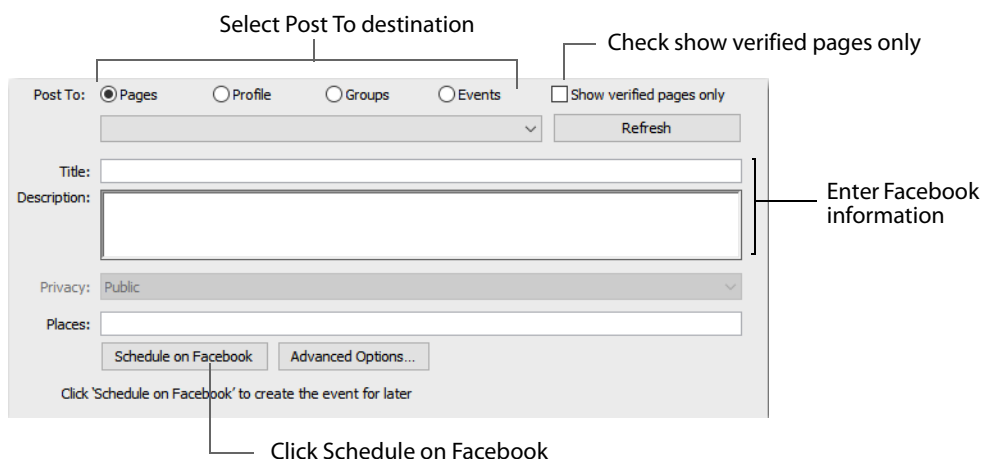 Select Post To destination
Check show verified pages only
Post To: Pages Profile Groups Events Show verified pages only
Refresh
Title:
Description:
Enter Facebook
information
Privacy: Public
Places:
Schedule on Facebook Advanced Options...
Click 'Schedule on Facebook' to create the event for later
Click Schedule on Facebook